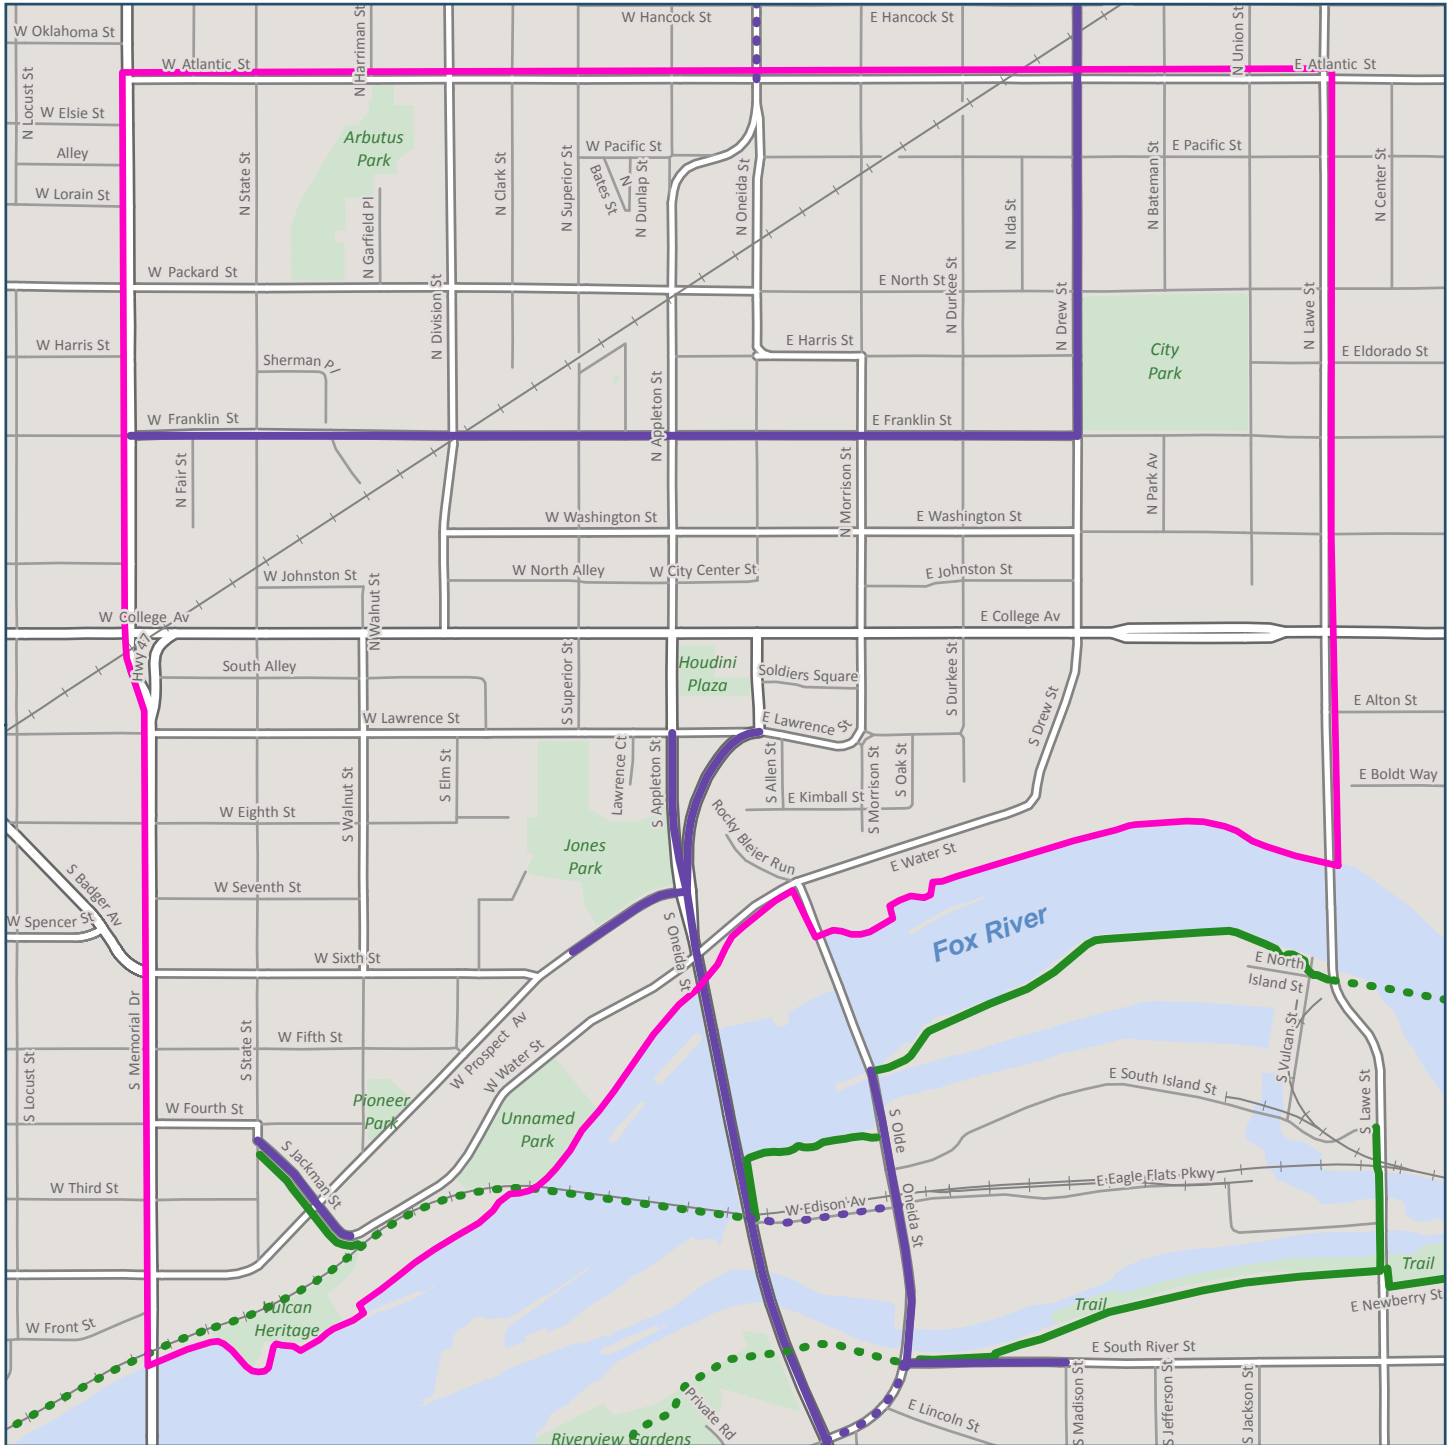 W Hancock St
E Hancock St
W Oklahoma St
N Harriman St
N Union St
W Atlantic St
E Atlantic St
N Locust St
W Elsie St
Alley
W Lorain St
Arbutus
Park
N State St
N Garfield Pl
N Clark St
N Superior St
W Pacific St
Bates St
N
N Dunlap St
N Oneida St
E Pacific St
N Ida St
N Bateman St
N Center St
W Packard St
E North St
N Durkee St
N Drew St
N Lawe St
N Division St
W Harris St
E Harris St
Sherman Pl
City
Park
E Eldorado St
W Franklin St
N Appleton St
E Franklin St
N Fair St
N Morrison St
N Park Av
W Washington St
E Washington St
W Johnston St
W North Alley
W City Center St
E Johnston St
N Walnut St
W College Av
E College Av
Hwy 47
South Alley
S Superior St
Houdini
Plaza
Soldiers Square
S Durkee St
S Drew St
E Alton St
W Lawrence St
E Lawrence St
S Elm St
Lawrence Ct
S Appleton St
S Allen St
S Morrison St
S Oak St
E Boldt Way
S Walnut St
W Eighth St
E Kimball St
Rocky Bleier Run
Jones
Park
E Water St
S Badger Av
W Seventh St
W Spencer St
S Oneida St
Fox River
W Sixth St
E North
Island St
S Memorial Dr
W Fifth St
S State St
W Prospect Av
W Water St
S Vulcan St
S Locust St
E South Island St
S Lawe St
W Fourth St
Pioneer
Park
Unnamed
Park
S Olde
Oneida St
S Jackman St
W Third St
W Edison Av
E Eagle Flats Pkwy
Trail
Trail
E Newberry St
W Front St
Vulcan
Heritage
E South River St
Private Rd
E Lincoln St
S Madison St
S Jefferson St
S Jackson St
Riverview Gardens